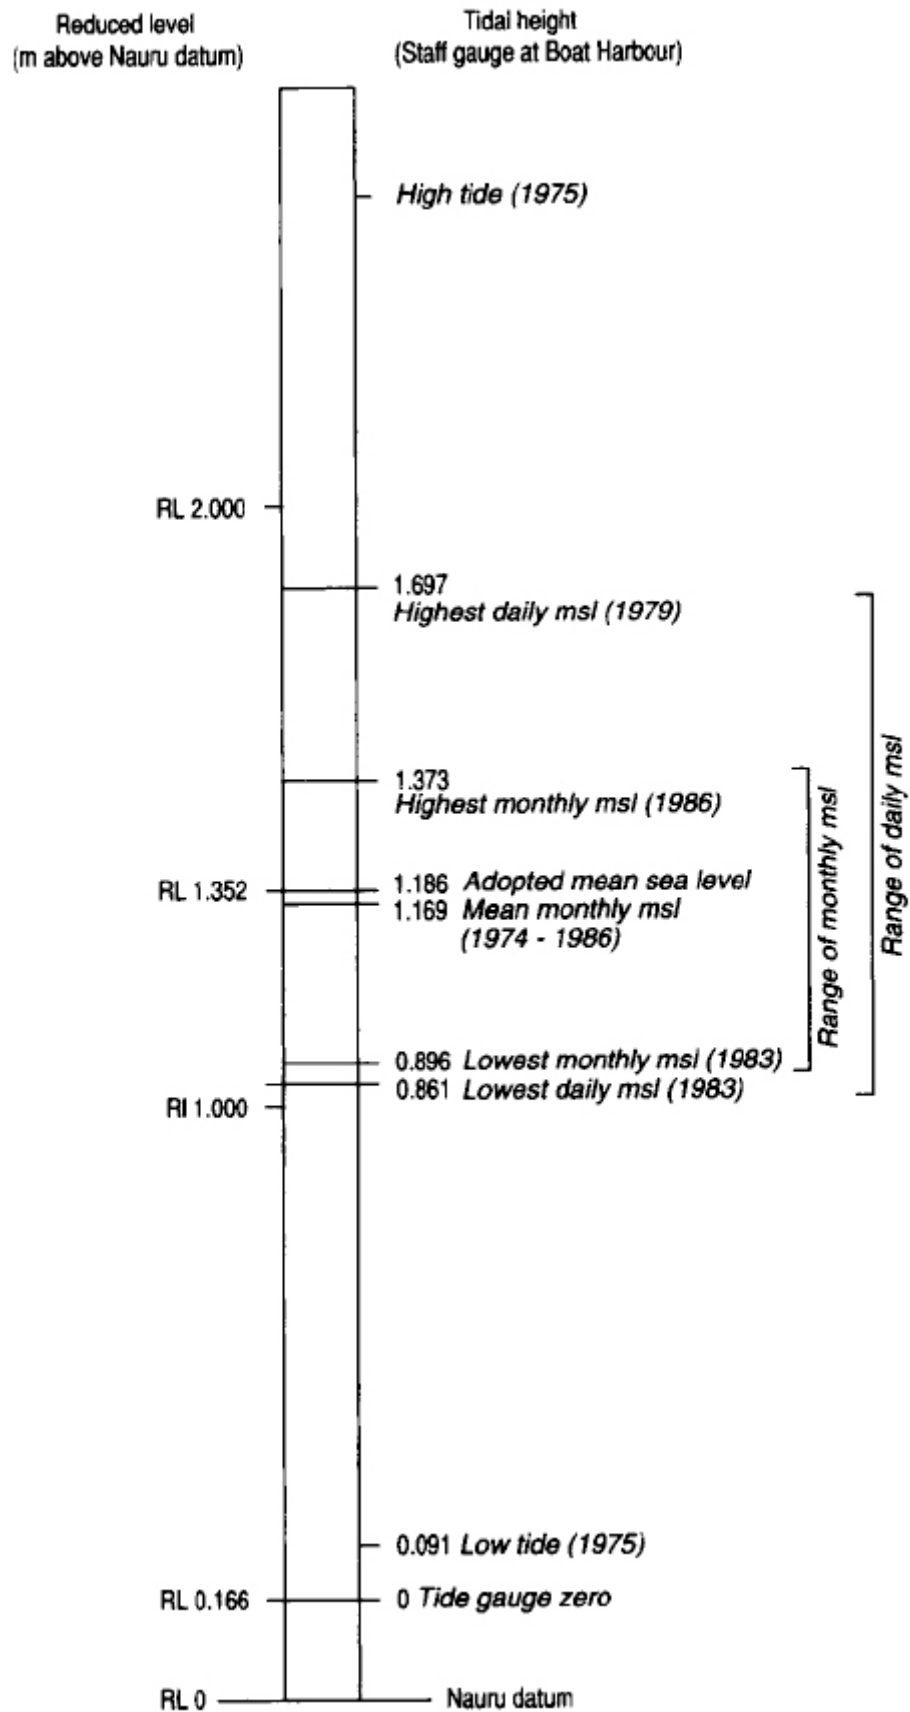 Reduced level
(m above Nauru datum)
Tidal height
(Staff gauge at Boat Harbour)
High tide (1975)
RL 2.000
1.697
Highest daily msl (1979)
1.373
Highest monthly msl (1986)
RL 1.352
1.186 Adopted mean sea level
1.169 Mean monthly msl
(1974 - 1986)
0.896 Lowest monthly msl (1983)
0.861 Lowest daily msl (1983)
Rl 1.000
Range of monthly msl
Range of daily msl
0.091 Low tide (1975)
RL 0.166
0 Tide gauge zero
RL 0
Nauru datum